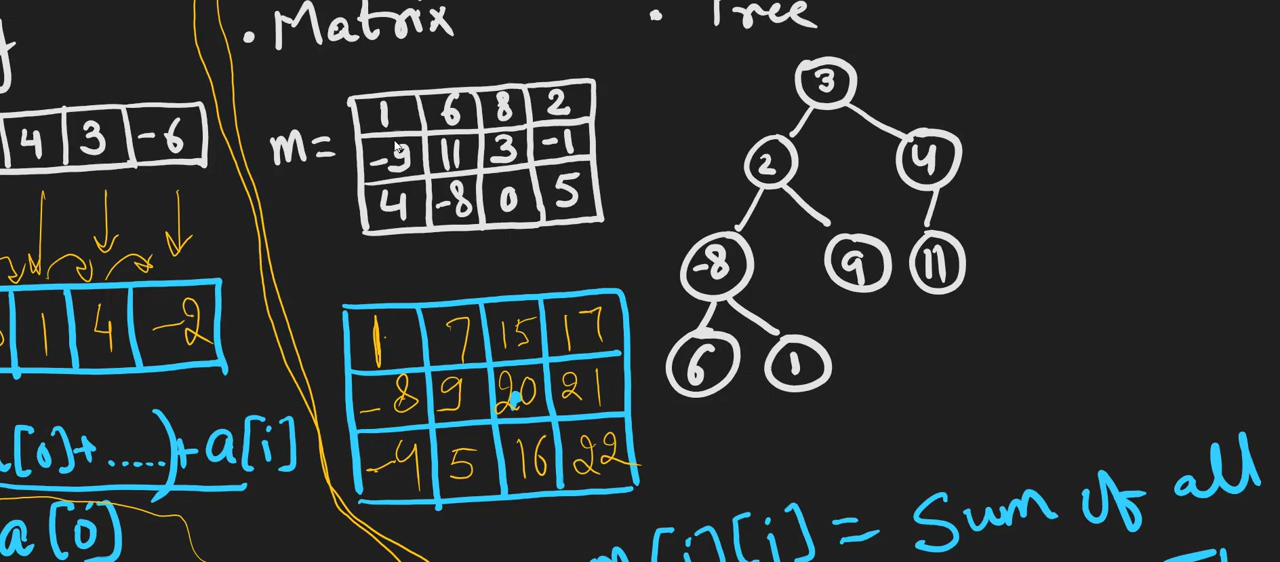 • Matrix
• Tree
4 3 -6
m=
1 6 8 2
-9 11 3 -1
4 -8 0 5
3
2 4
-8 9 11
6 1
1 4 -2
1 7 15 17
-8 9 20 21
-4 5 16 22
[0]+.....)+a[i]
a[0]
m[i][j] = Sum of all